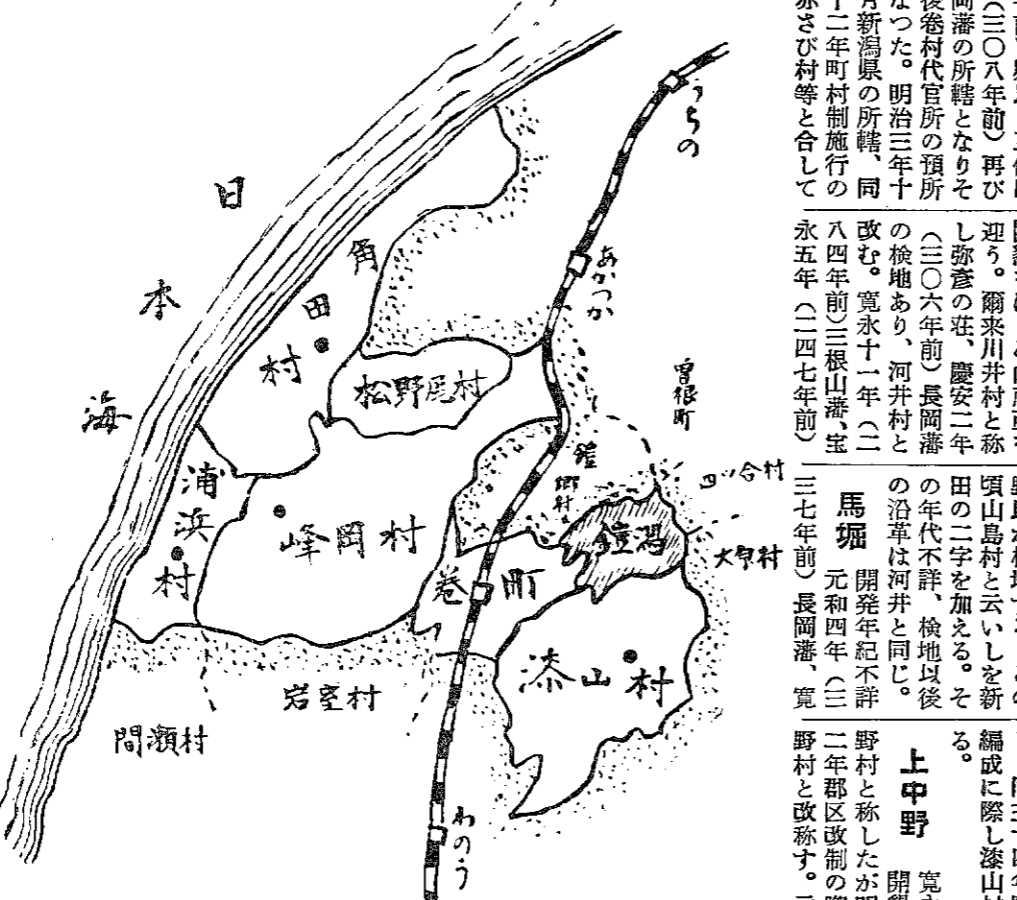 （三〇八年前）再び
岡藩の所轄となりそ
後巻村代官所の預所
なつた。明治三年十
月新潟県の所轄、同
十二年町村制施行の
赤さび村等と合して
迎う。爾来川井村と称
し弥彦の荘、慶安二年
（三〇六年前）長岡藩
の検地あり、河井村と
改む。寛永十一年（二
八四年前）三根山藩、宝
永五年（二四七年前）
頃山島村と云いしを新
田の二字を加える。そ
の年代不詳、検地以後
の沿革は河井と同じ。
馬堀　開発年紀不詳
元和四年（三
三七年前）長岡藩、寛
編成に際し漆山村
る。
上中野　寛文
開墾
野村と称したが明
二年郡区改制の際
野村と改称す。
日本海
うちの
あかつか
角田村
松野尾村
曽根町
鎧郷村
四ツ合村
浦浜村
峰岡村
鎧潟
大原村
巻町
漆山村
岩室村
間瀬村
わのう